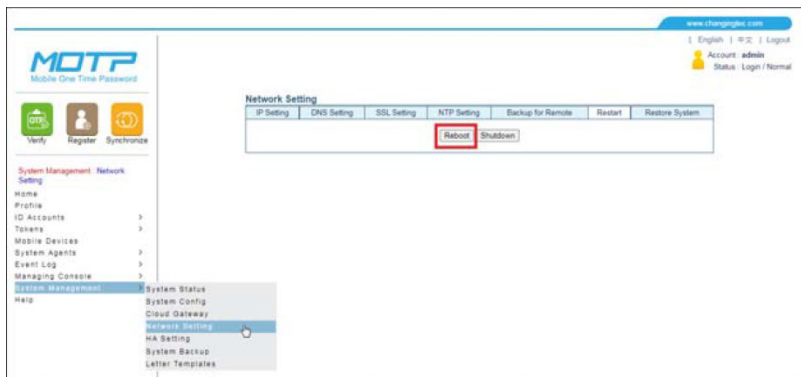 www.changingtec.com
[ English | 中文 | Logout
Account : admin
Status : Login / Normal
MOTP
Mobile One Time Password
OTP
Verify Register Synchronize
System Management : Network
Setting
Home
Profile
ID Accounts >
Tokens >
Mobile Devices
System Agents >
Event Log >
Managing Console >
System Management >
Help
System Status
System Config
Cloud Gateway
Network Setting
HA Setting
System Backup
Letter Templates
Network Setting
IP Setting DNS Setting SSL Setting NTP Setting Backup for Remote Restart Restore System
Reboot Shutdown